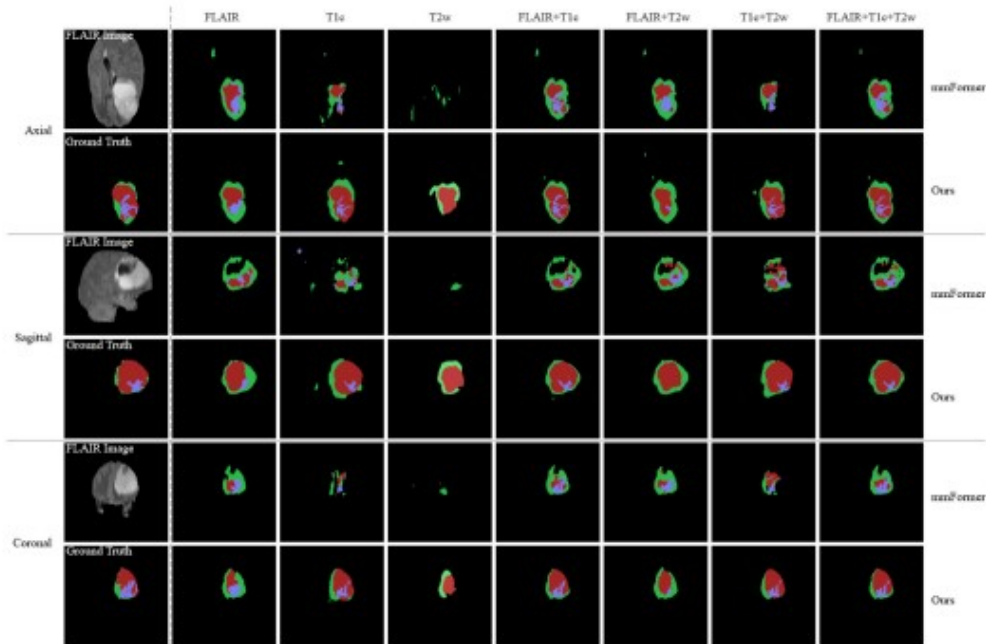 FLAIR T1c T2w FLAIR+T1c FLAIR+T2w T1c+T2w FLAIR+T1c+T2w
FLAIR Image
mmFormer
Axial
Ground Truth
Ours
FLAIR Image
mmFormer
Sagittal
Ground Truth
Ours
FLAIR Image
mmFormer
Coronal
Ground Truth
Ours